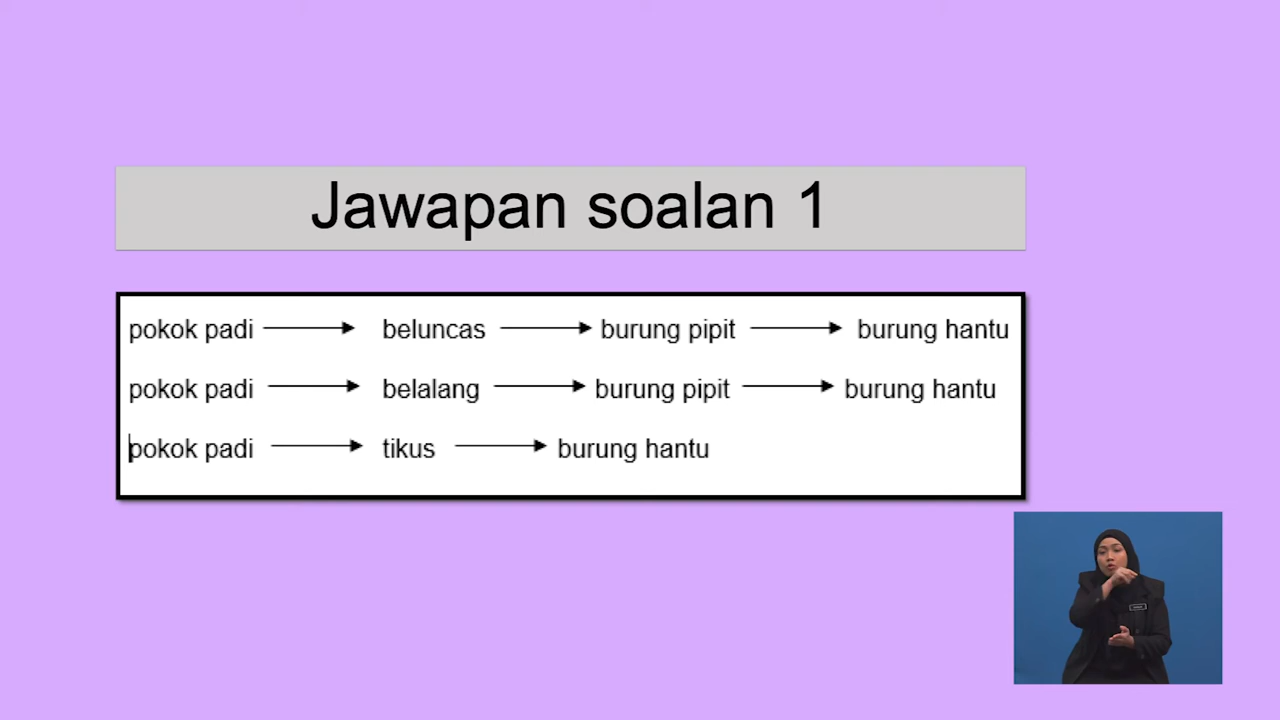 Jawapan soalan 1
pokok padi → beluncas → burung pipit → burung hantu
pokok padi → belalang → burung pipit → burung hantu
pokok padi → tikus → burung hantu